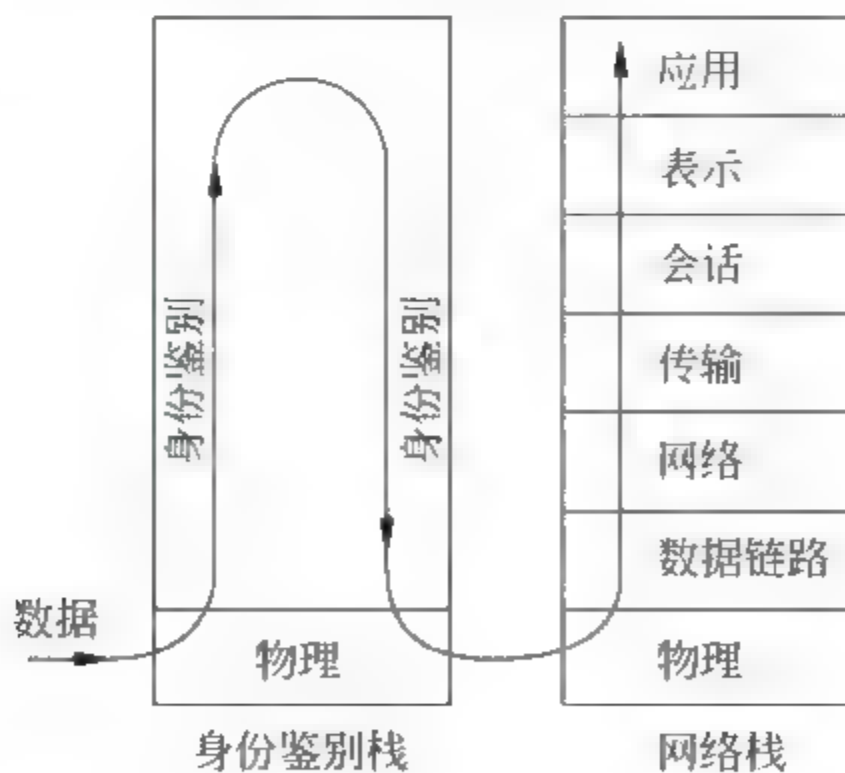 应用
表示
会话
传输
网络
数据链路
物理
身份鉴别
身份鉴别
数据
物理
身份鉴别栈
网络栈